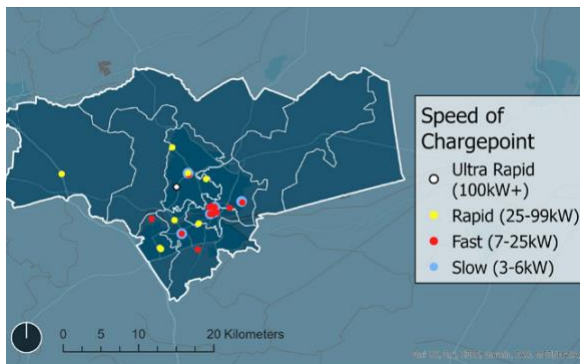 Speed of
Chargepoint
Ultra Rapid
(100kW+)
Rapid (25-99kW)
Fast (7-25kW)
Slow (3-6kW)
0 5 10 20 Kilometers